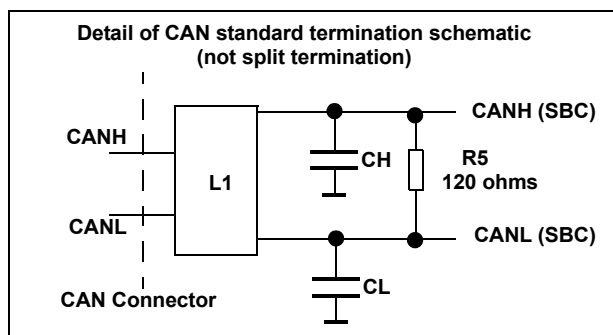 Detail of CAN standard termination schematic
(not split termination)
CANH
CANH (SBC)
CH
R5
120 ohms
L1
CANL
CANL (SBC)
CL
CAN Connector